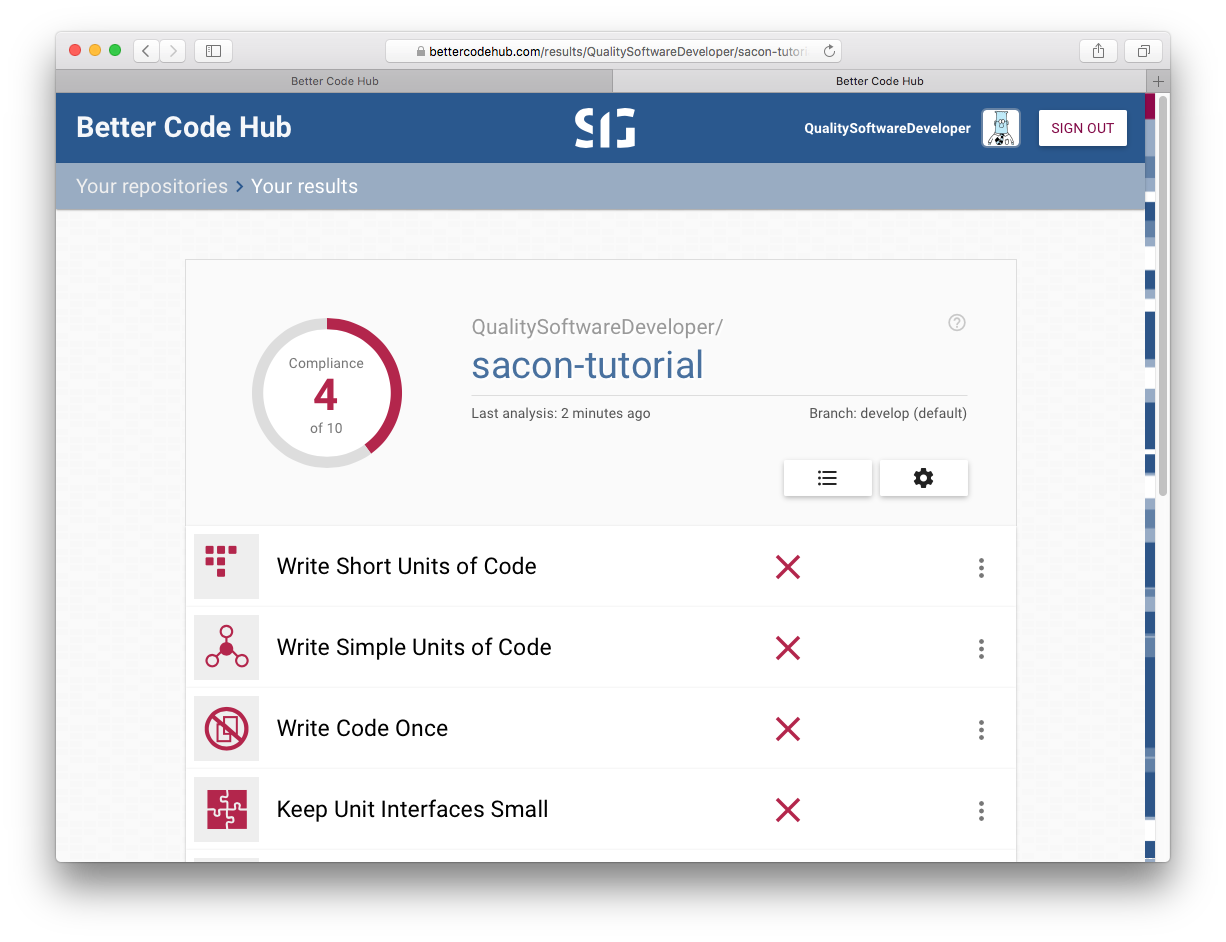 bettercodehub.com/results/QualitySoftwareDeveloper/sacon-tutori
Better Code Hub
Better Code Hub
Better Code Hub
SIG
QualitySoftwareDeveloper
SIGN OUT
Your repositories > Your results
Compliance
4
of 10
QualitySoftwareDeveloper/
sacon-tutorial
Last analysis: 2 minutes ago
Branch: develop (default)
Write Short Units of Code
Write Simple Units of Code
Write Code Once
Keep Unit Interfaces Small